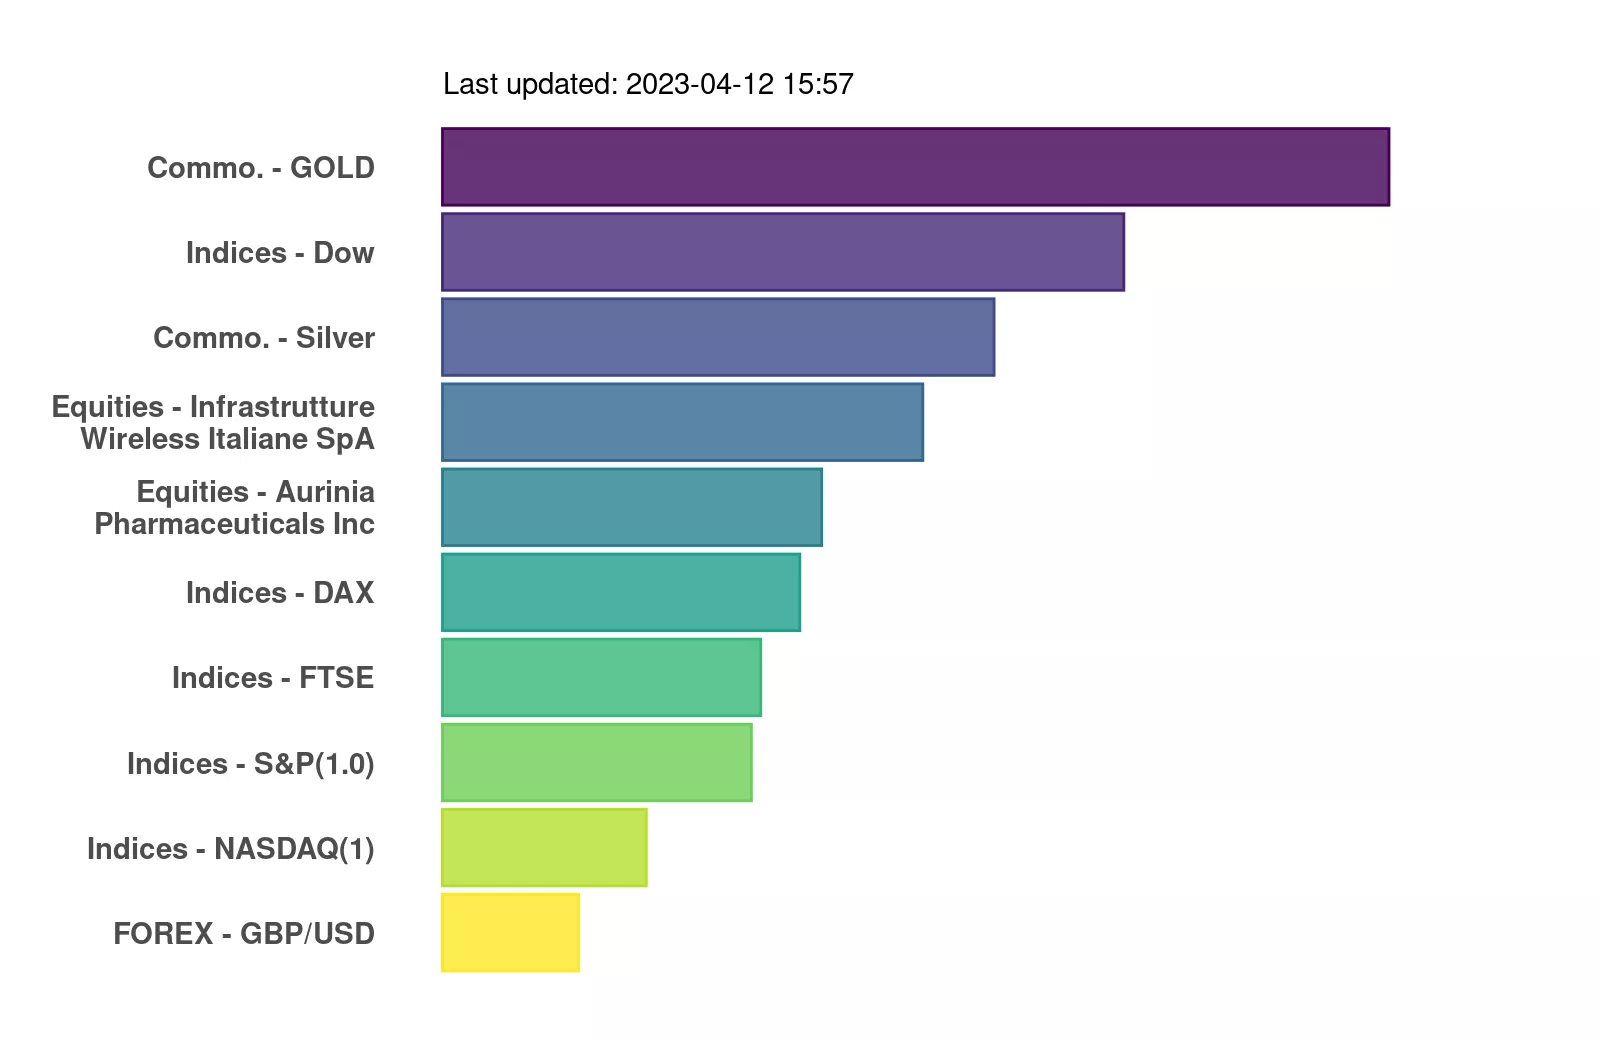 Last updated: 2023-04-12 15:57
Commo. - GOLD
Indices - Dow
Commo. - Silver
Equities - Infrastrutture
Wireless Italiane SpA
Equities - Aurinia
Pharmaceuticals Inc
Indices - DAX
Indices - FTSE
Indices - S&P(1.0)
Indices - NASDAQ(1)
FOREX - GBP/USD